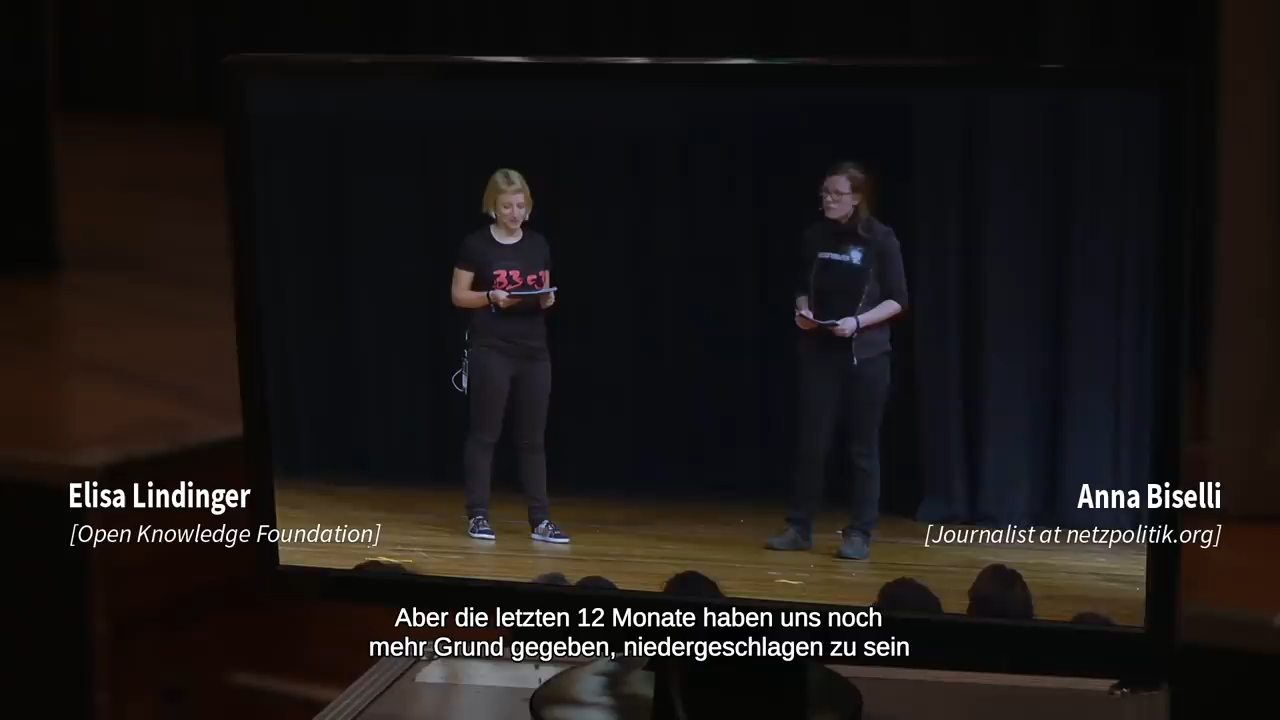 33c3
Elisa Lindinger
[Open Knowledge Foundation]
Anna Biselli
[Journalist at netzpolitik.org]
Aber die letzten 12 Monate haben uns noch
mehr Grund gegeben, niedergeschlagen zu sein